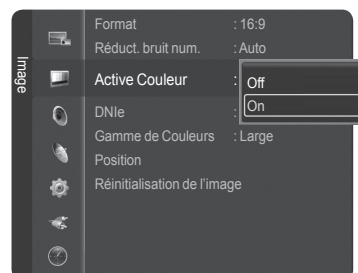 Image
Format : 16:9
Réduct. bruit num. : Auto
Active Couleur :
Off
On
DNIe :
Gamme de Couleurs : Large
Position
Réinitialisation de l'image